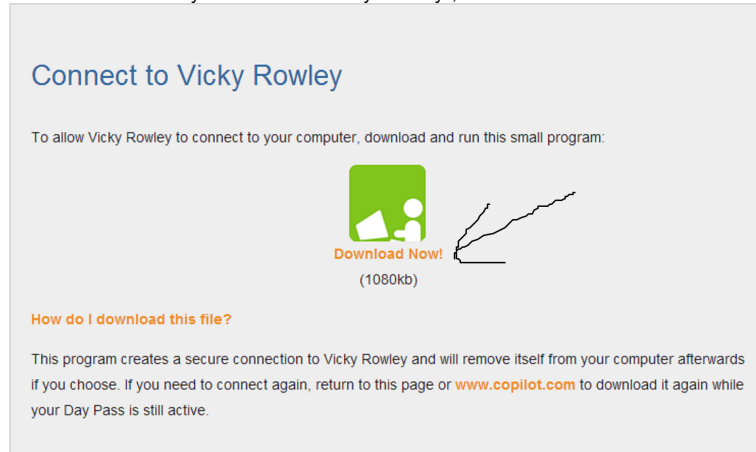 Connect to Vicky Rowley
To allow Vicky Rowley to connect to your computer, download and run this small program:
Download Now!
(1080kb)
How do I download this file?
This program creates a secure connection to Vicky Rowley and will remove itself from your computer afterwards
if you choose. If you need to connect again, return to this page or www.copilot.com to download it again while
your Day Pass is still active.